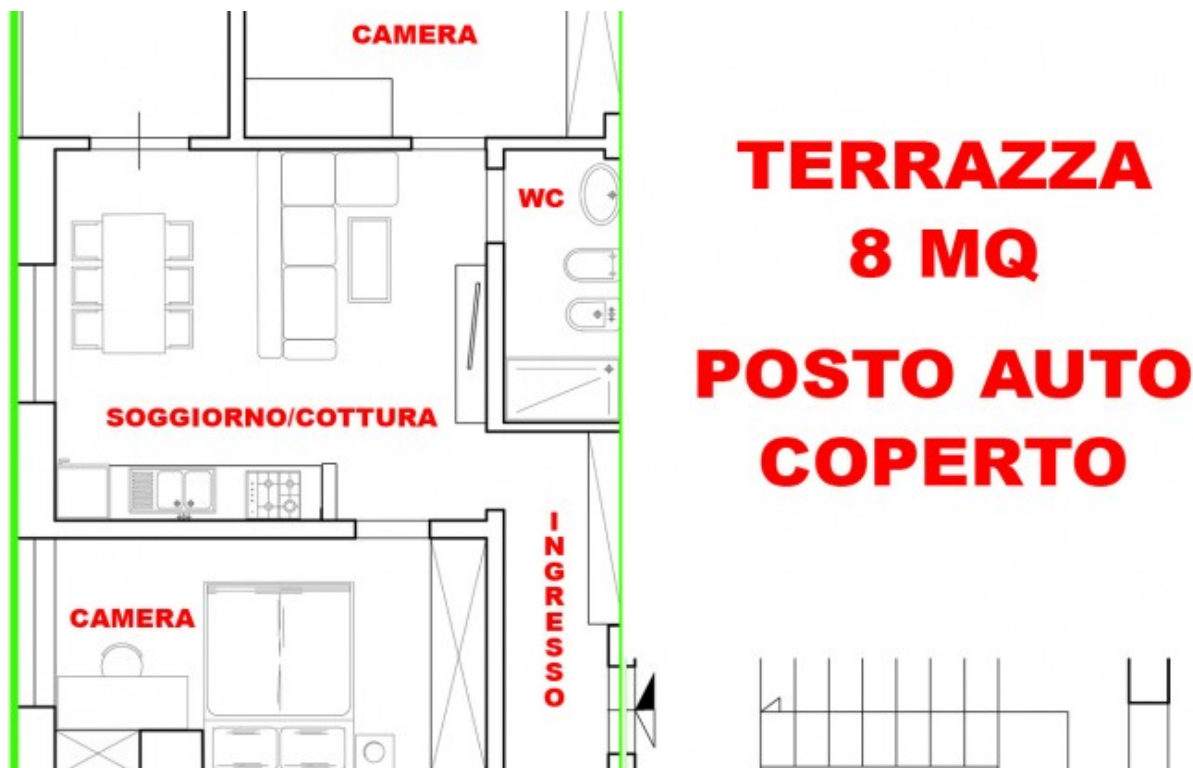 CAMERA
WC
SOGGIORNO/COTTURA
INGRESSO
CAMERA
TERRAZZA
8 MQ
POSTO AUTO
COPERTO